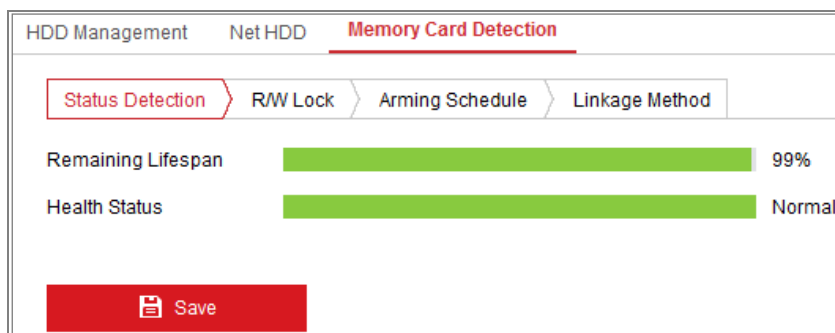 HDD Management Net HDD Memory Card Detection
Status Detection R/W Lock Arming Schedule Linkage Method
Remaining Lifespan 99%
Health Status Normal
Save